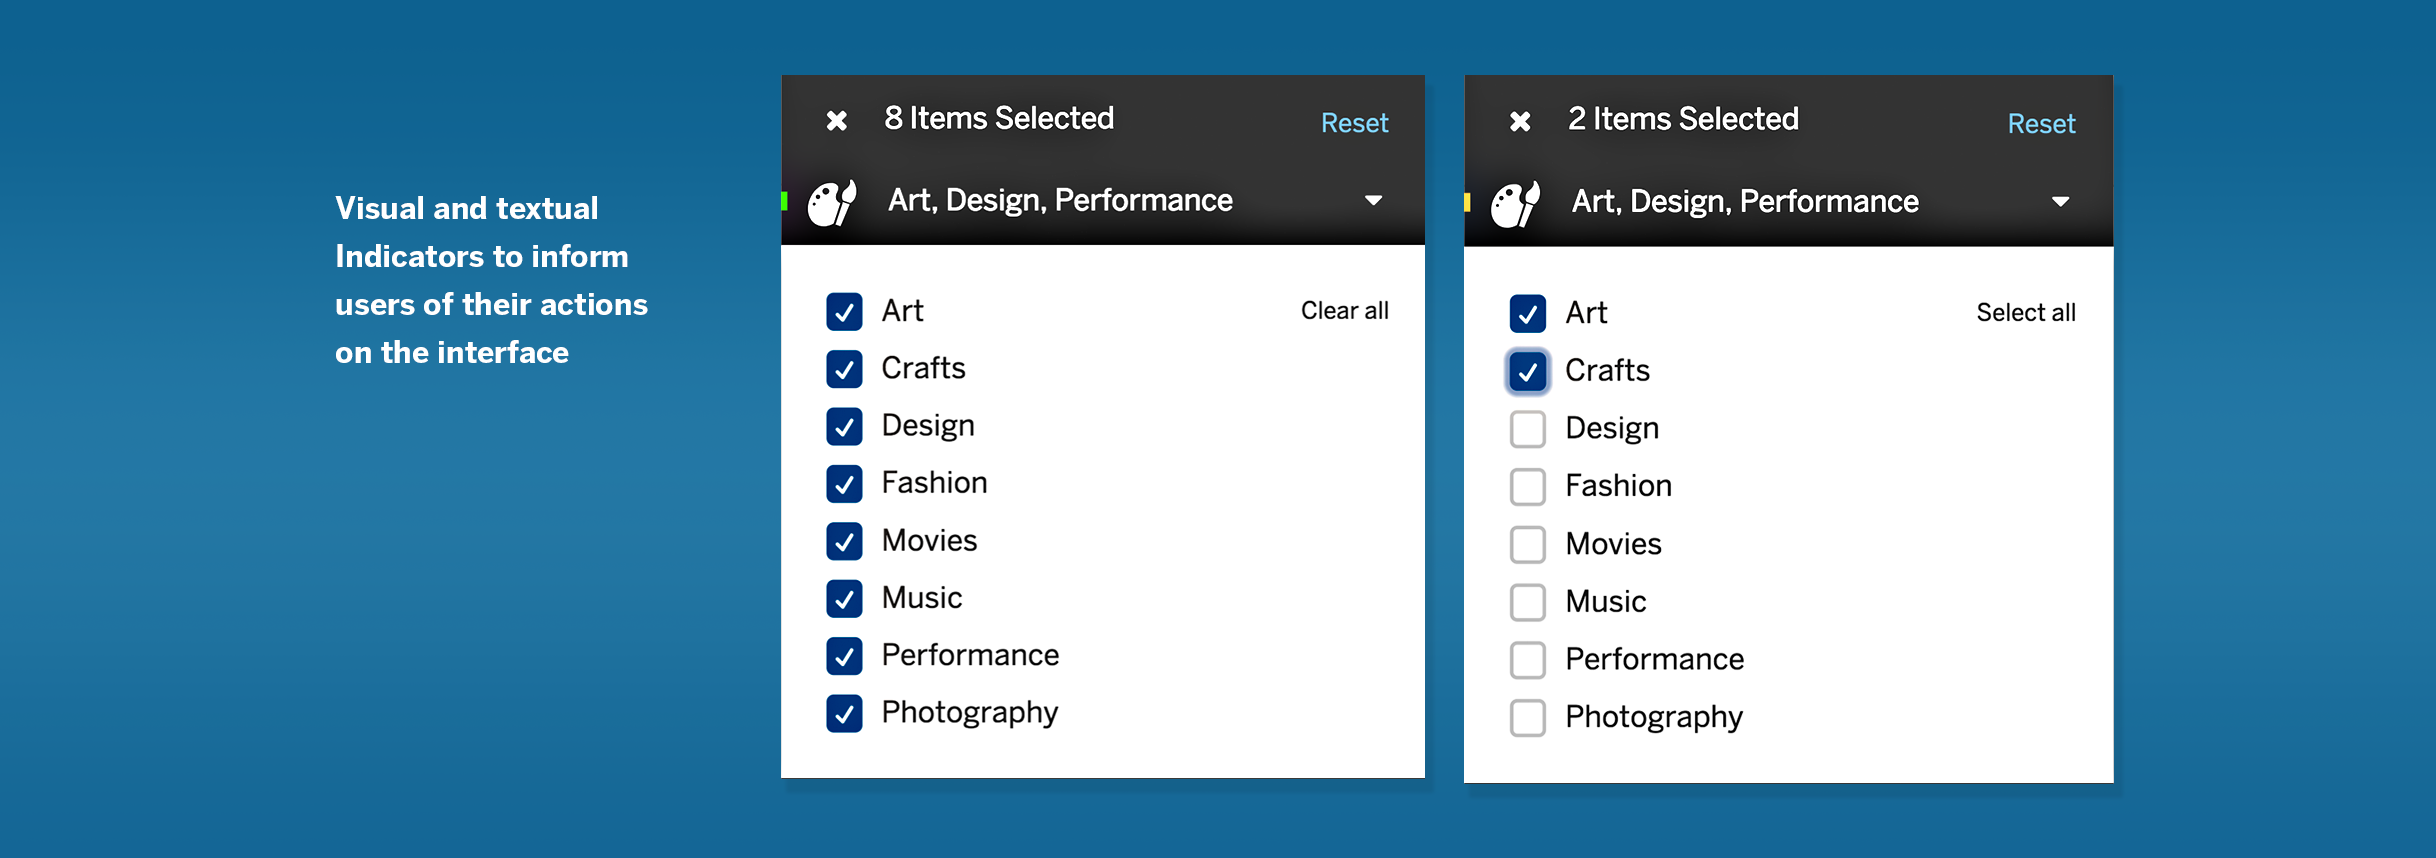 Visual and textual
Indicators to inform
users of their actions
on the interface
8 Items Selected
Reset
Art, Design, Performance
Art
Clear all
Crafts
Design
Fashion
Movies
Music
Performance
Photography
2 Items Selected
Reset
Art, Design, Performance
Art
Select all
Crafts
Design
Fashion
Movies
Music
Performance
Photography